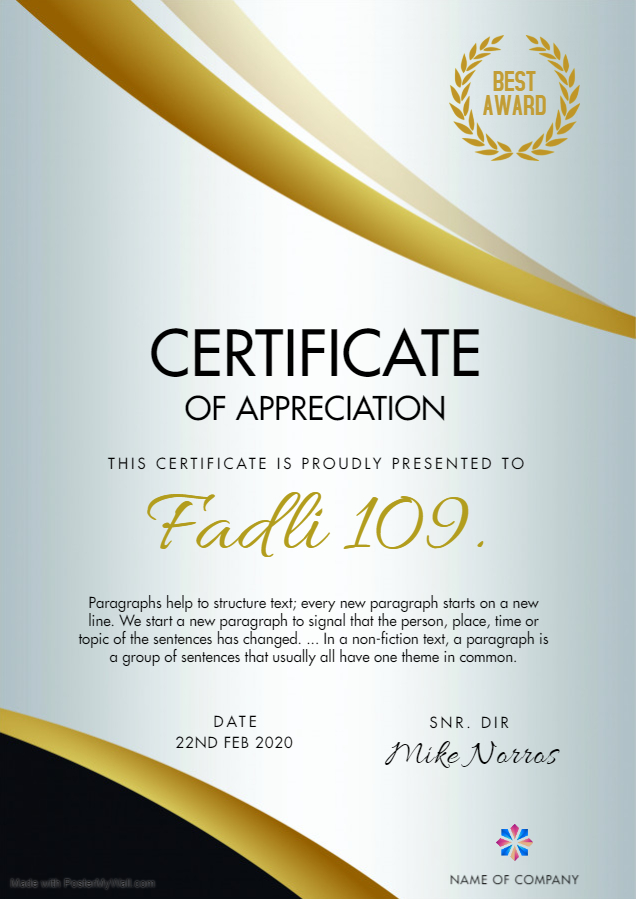 BEST
AWARD
CERTIFICATE
OF APPRECIATION
THIS CERTIFICATE IS PROUDLY PRESENTED TO
Fadli 109.
Paragraphs help to structure text; every new paragraph starts on a new
line. We start a new paragraph to signal that the person, place, time or
topic of the sentences has changed. ... In a non-fiction text, a paragraph is
a group of sentences that usually all have one theme in common.
DATE
22ND FEB 2020
SNR. DIR
Mike Norros
NAME OF COMPANY
Made with PosterMyWall.com